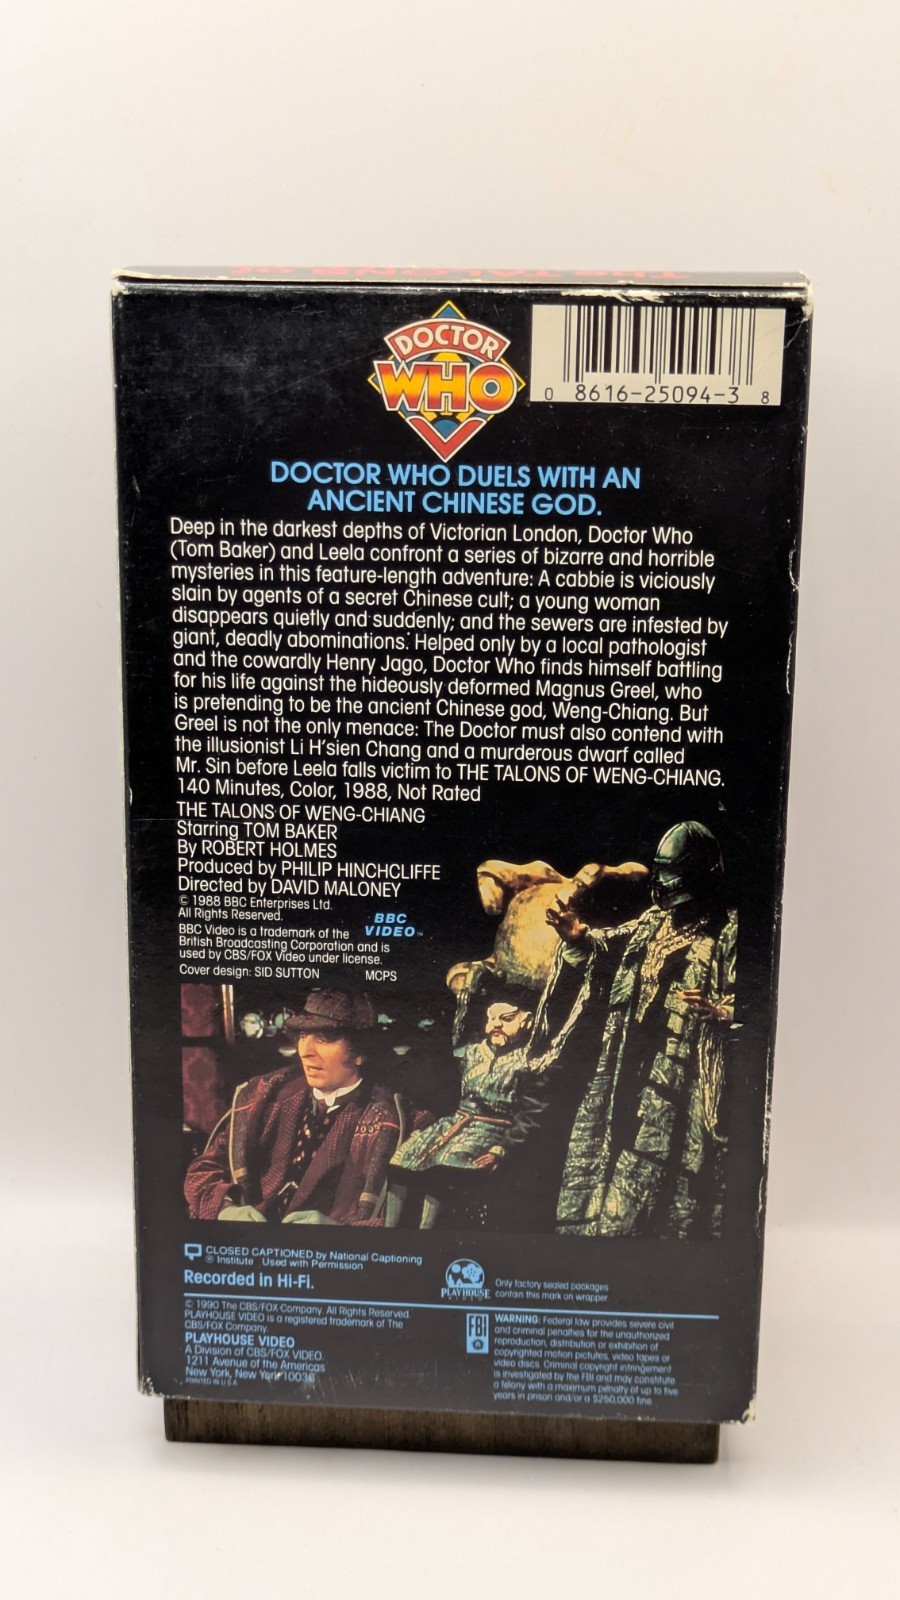 The TALONS of
DOCTOR
WHO
0 8616-25094-3 8
DOCTOR WHO DUELS WITH AN
ANCIENT CHINESE GOD.
Deep in the darkest depths of Victorian London, Doctor Who
(Tom Baker) and Leela confront a series of bizarre and horrible
mysteries in this feature-length adventure: A cabbie is viciously
slain by agents of a secret Chinese cult; a young woman
disappears quietly and suddenly; and the sewers are infested by
giant, deadly abominations. Helped only by a local pathologist
and the cowardly Henry Jago, Doctor Who finds himself battling
for his life against the hideously deformed Magnus Greel, who
is pretending to be the ancient Chinese god, Weng-Chiang. But
Greel is not the only menace: The Doctor must also contend with
the illusionist Li H'sien Chang and a murderous dwarf called
Mr. Sin before Leela falls victim to THE TALONS OF WENG-CHIANG.
140 Minutes, Color, 1988, Not Rated
THE TALONS OF WENG-CHIANG
Starring TOM BAKER
By ROBERT HOLMES
Produced by PHILIP HINCHCLIFFE
Directed by DAVID MALONEY
© 1988 BBC Enterprises Ltd.
All Rights Reserved.
BBC Video is a trademark of the
British Broadcasting Corporation and is
used by CBS/FOX Video under license.
BBC
VIDEO™
Cover design: SID SUTTON MCPS
CLOSED CAPTIONED by National Captioning
® Institute Used with Permission
Recorded in Hi-Fi.
PLAYHOUSE
VIDEO
Only factory sealed packages
contain this mark on wrapper.
© 1990 The CBS/FOX Company. All Rights Reserved.
PLAYHOUSE VIDEO is a registered trademark of The
CBS/FOX Company.
PLAYHOUSE VIDEO
A Division of CBS/FOX VIDEO
1211 Avenue of the Americas
New York, New York 10036
PRINTED IN U.S.A.
FBI
WARNING: Federal law provides severe civil
and criminal penalties for the unauthorized
reproduction, distribution or exhibition of
copyrighted motion pictures, video tapes or
video discs. Criminal copyright infringement
is investigated by the FBI and may constitute
a felony with a maximum penalty of up to five
years in prison and/or a $250,000 fine.